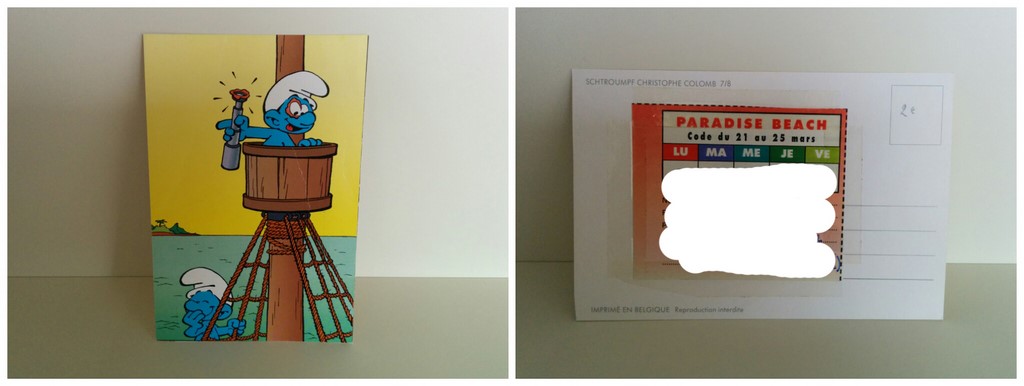 SCHTROUMPF CHRISTOPHE COLOMB 7/8
2€
PARADISE BEACH
Code du 21 au 25 mars
LU MA ME JE VE
IMPRIMÉ EN BELGIQUE Reproduction interdite